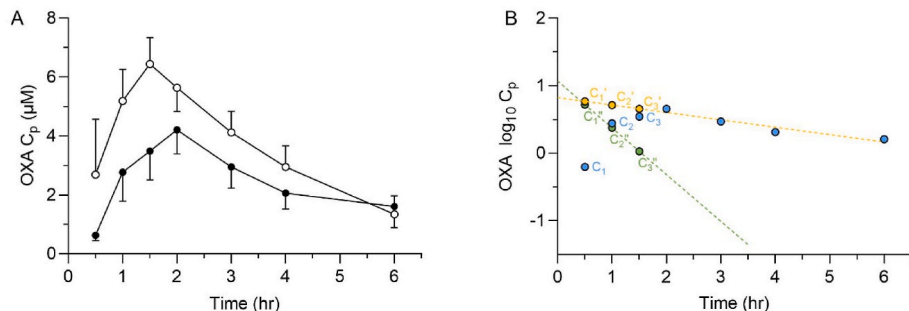 A
OXA Cp (µM)
8
6
4
2
0
0 1 2 3 4 5 6
Time (hr)
B
OXA log10 Cp
2
1
0
-1
C1' C2' C3'
C1" C2 C3
C2"
C3"
C1
0 1 2 3 4 5 6
Time (hr)